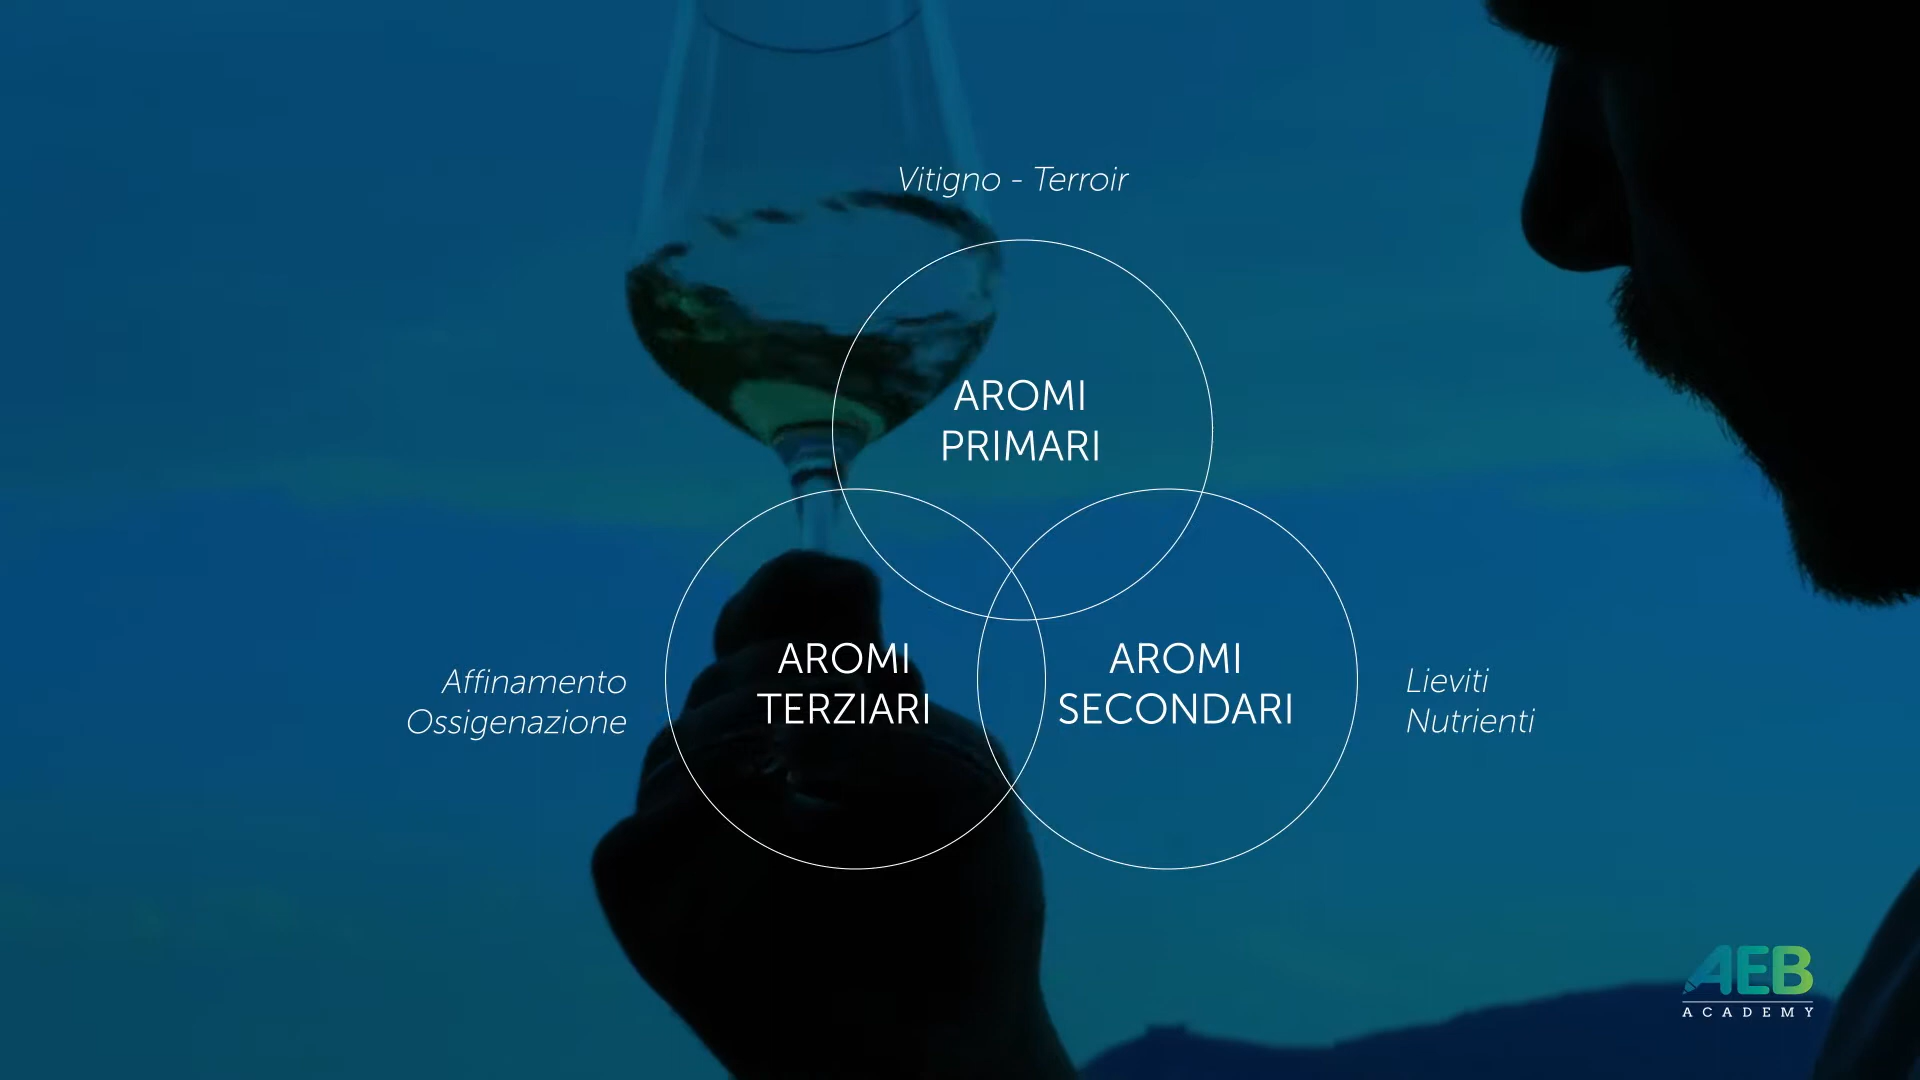 Vitigno - Terroir
AROMI
PRIMARI
AROMI
TERZIARI
AROMI
SECONDARI
Affinamento
Ossigenazione
Lieviti
Nutrienti
AEB
ACADEMY